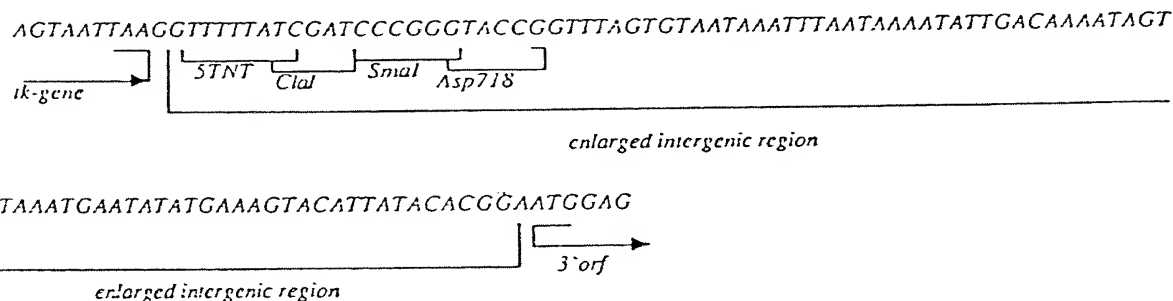 AGTAATTAAGGTTTTTATCGATCCCGGGTACCGGTTTAGTGTAATAAATTTAATAAAATATTGACAAAATAGT
5TNT
ClaI
SmaI
Asp718
tk-gene
enlarged intergenic region
TAAATGAATATATGAAAGTACATTATACACGGAATGGAG
3`orf
enlarged intergenic region